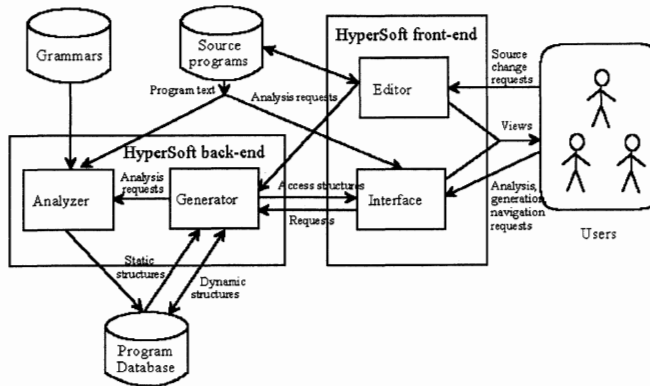 Grammars
Source
programs
HyperSoft front-end
Editor
Source
change
requests
Program text
Analysis requests
Views
HyperSoft back-end
Analyzer
Analysis
requests
Generator
Access structures
Requests
Interface
Analysis,
generation
navigation
requests
Users
Static
structures
Dynamic
structures
Program
Database